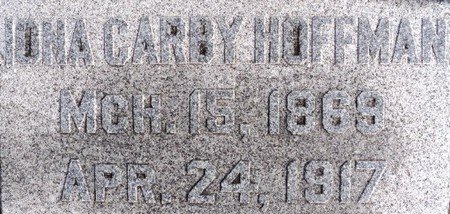 IONA CARBY HOFFMAN
MCH. 15, 1869
APR. 24, 1917